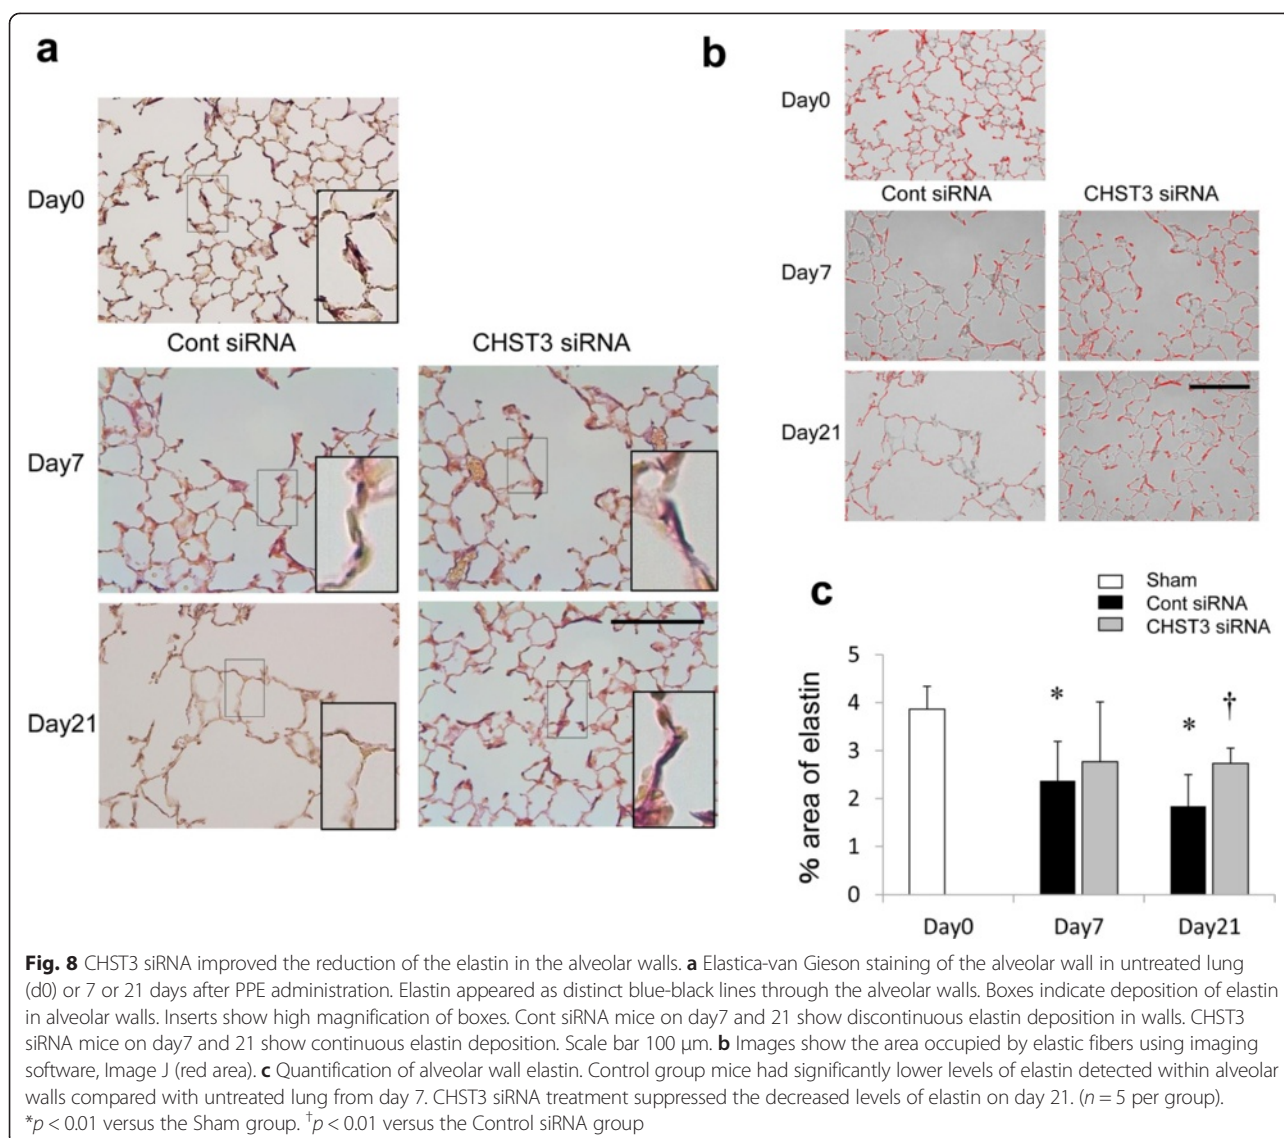 a
b
Day0
Day0
Cont siRNA
CHST3 siRNA
Cont siRNA
CHST3 siRNA
Day7
Day7
Day21
Day21
c
Sham
Cont siRNA
CHST3 siRNA
% area of elastin
5
4
3
2
1
0
*
*
†
Day0
Day7
Day21
Fig. 8 CHST3 siRNA improved the reduction of the elastin in the alveolar walls. a Elastica-van Gieson staining of the alveolar wall in untreated lung
(d0) or 7 or 21 days after PPE administration. Elastin appeared as distinct blue-black lines through the alveolar walls. Boxes indicate deposition of elastin
in alveolar walls. Inserts show high magnification of boxes. Cont siRNA mice on day7 and 21 show discontinuous elastin deposition in walls. CHST3
siRNA mice on day7 and 21 show continuous elastin deposition. Scale bar 100 μm. b Images show the area occupied by elastic fibers using imaging
software, Image J (red area). c Quantification of alveolar wall elastin. Control group mice had significantly lower levels of elastin detected within alveolar
walls compared with untreated lung from day 7. CHST3 siRNA treatment suppressed the decreased levels of elastin on day 21. (n = 5 per group).
*p < 0.01 versus the Sham group. †p < 0.01 versus the Control siRNA group